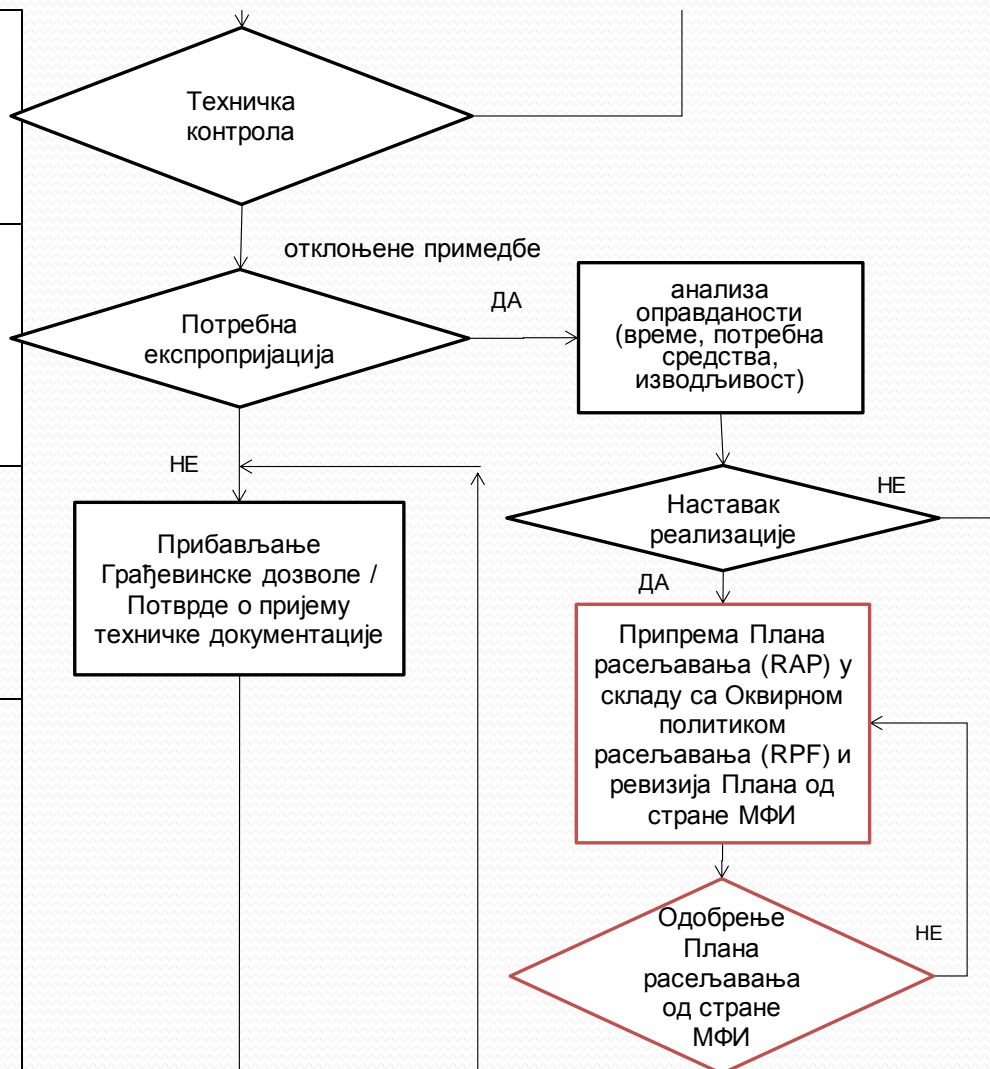 Техничка
контрола
отклоњене примедбе
Потребна
експропријација
ДА
анализа
оправданости
(време, потребна
средства,
изводљивост)
НЕ
Наставак
реализације
НЕ
Прибављање
Грађевинске дозволе /
Потврде о пријему
техничке документације
ДА
Припрема Плана
расељавања (RAP) у
складу са Оквирном
политиком
расељавања (RPF) и
ревизија Плана од
стране МФИ
Одобрење
Плана
расељавања
од стране
МФИ
НЕ